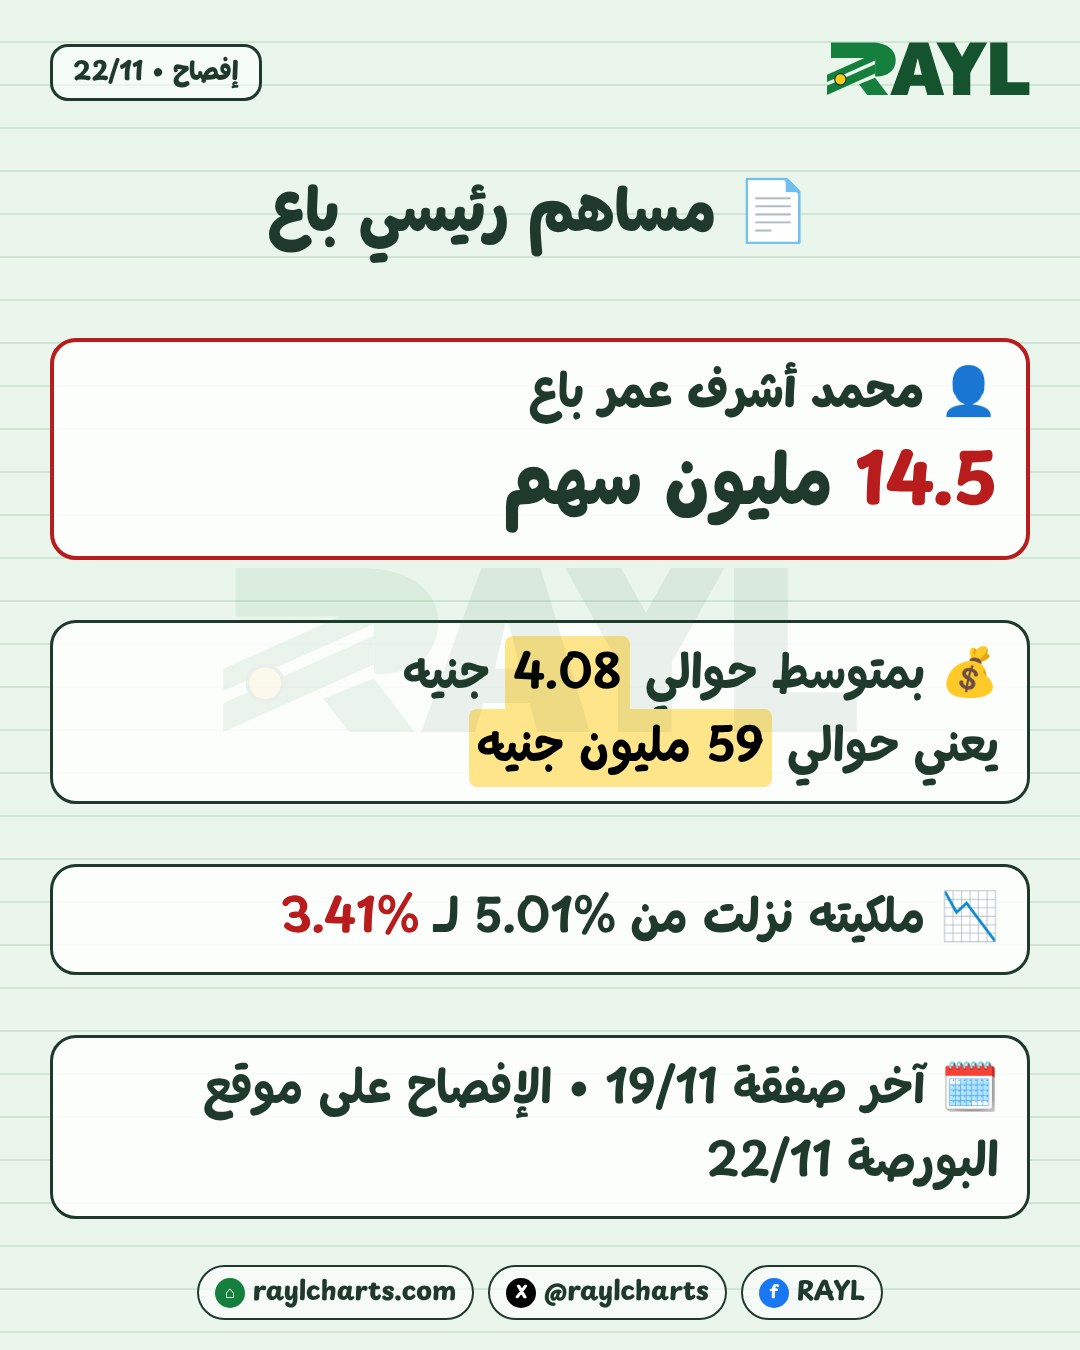 RAYL
إفصاح • 22/11
مساهم رئيسي باع
محمد أشرف عمر باع
14.5 مليون سهم
بمتوسط حوالي 4.08 جنيه
يعني حوالي 59 مليون جنيه
ملكيته نزلت من 5.01% لـ 3.41%
آخر صفقة 19/11 • الإفصاح على موقع
البورصة 22/11
raylcharts.com
@raylcharts
RAYL